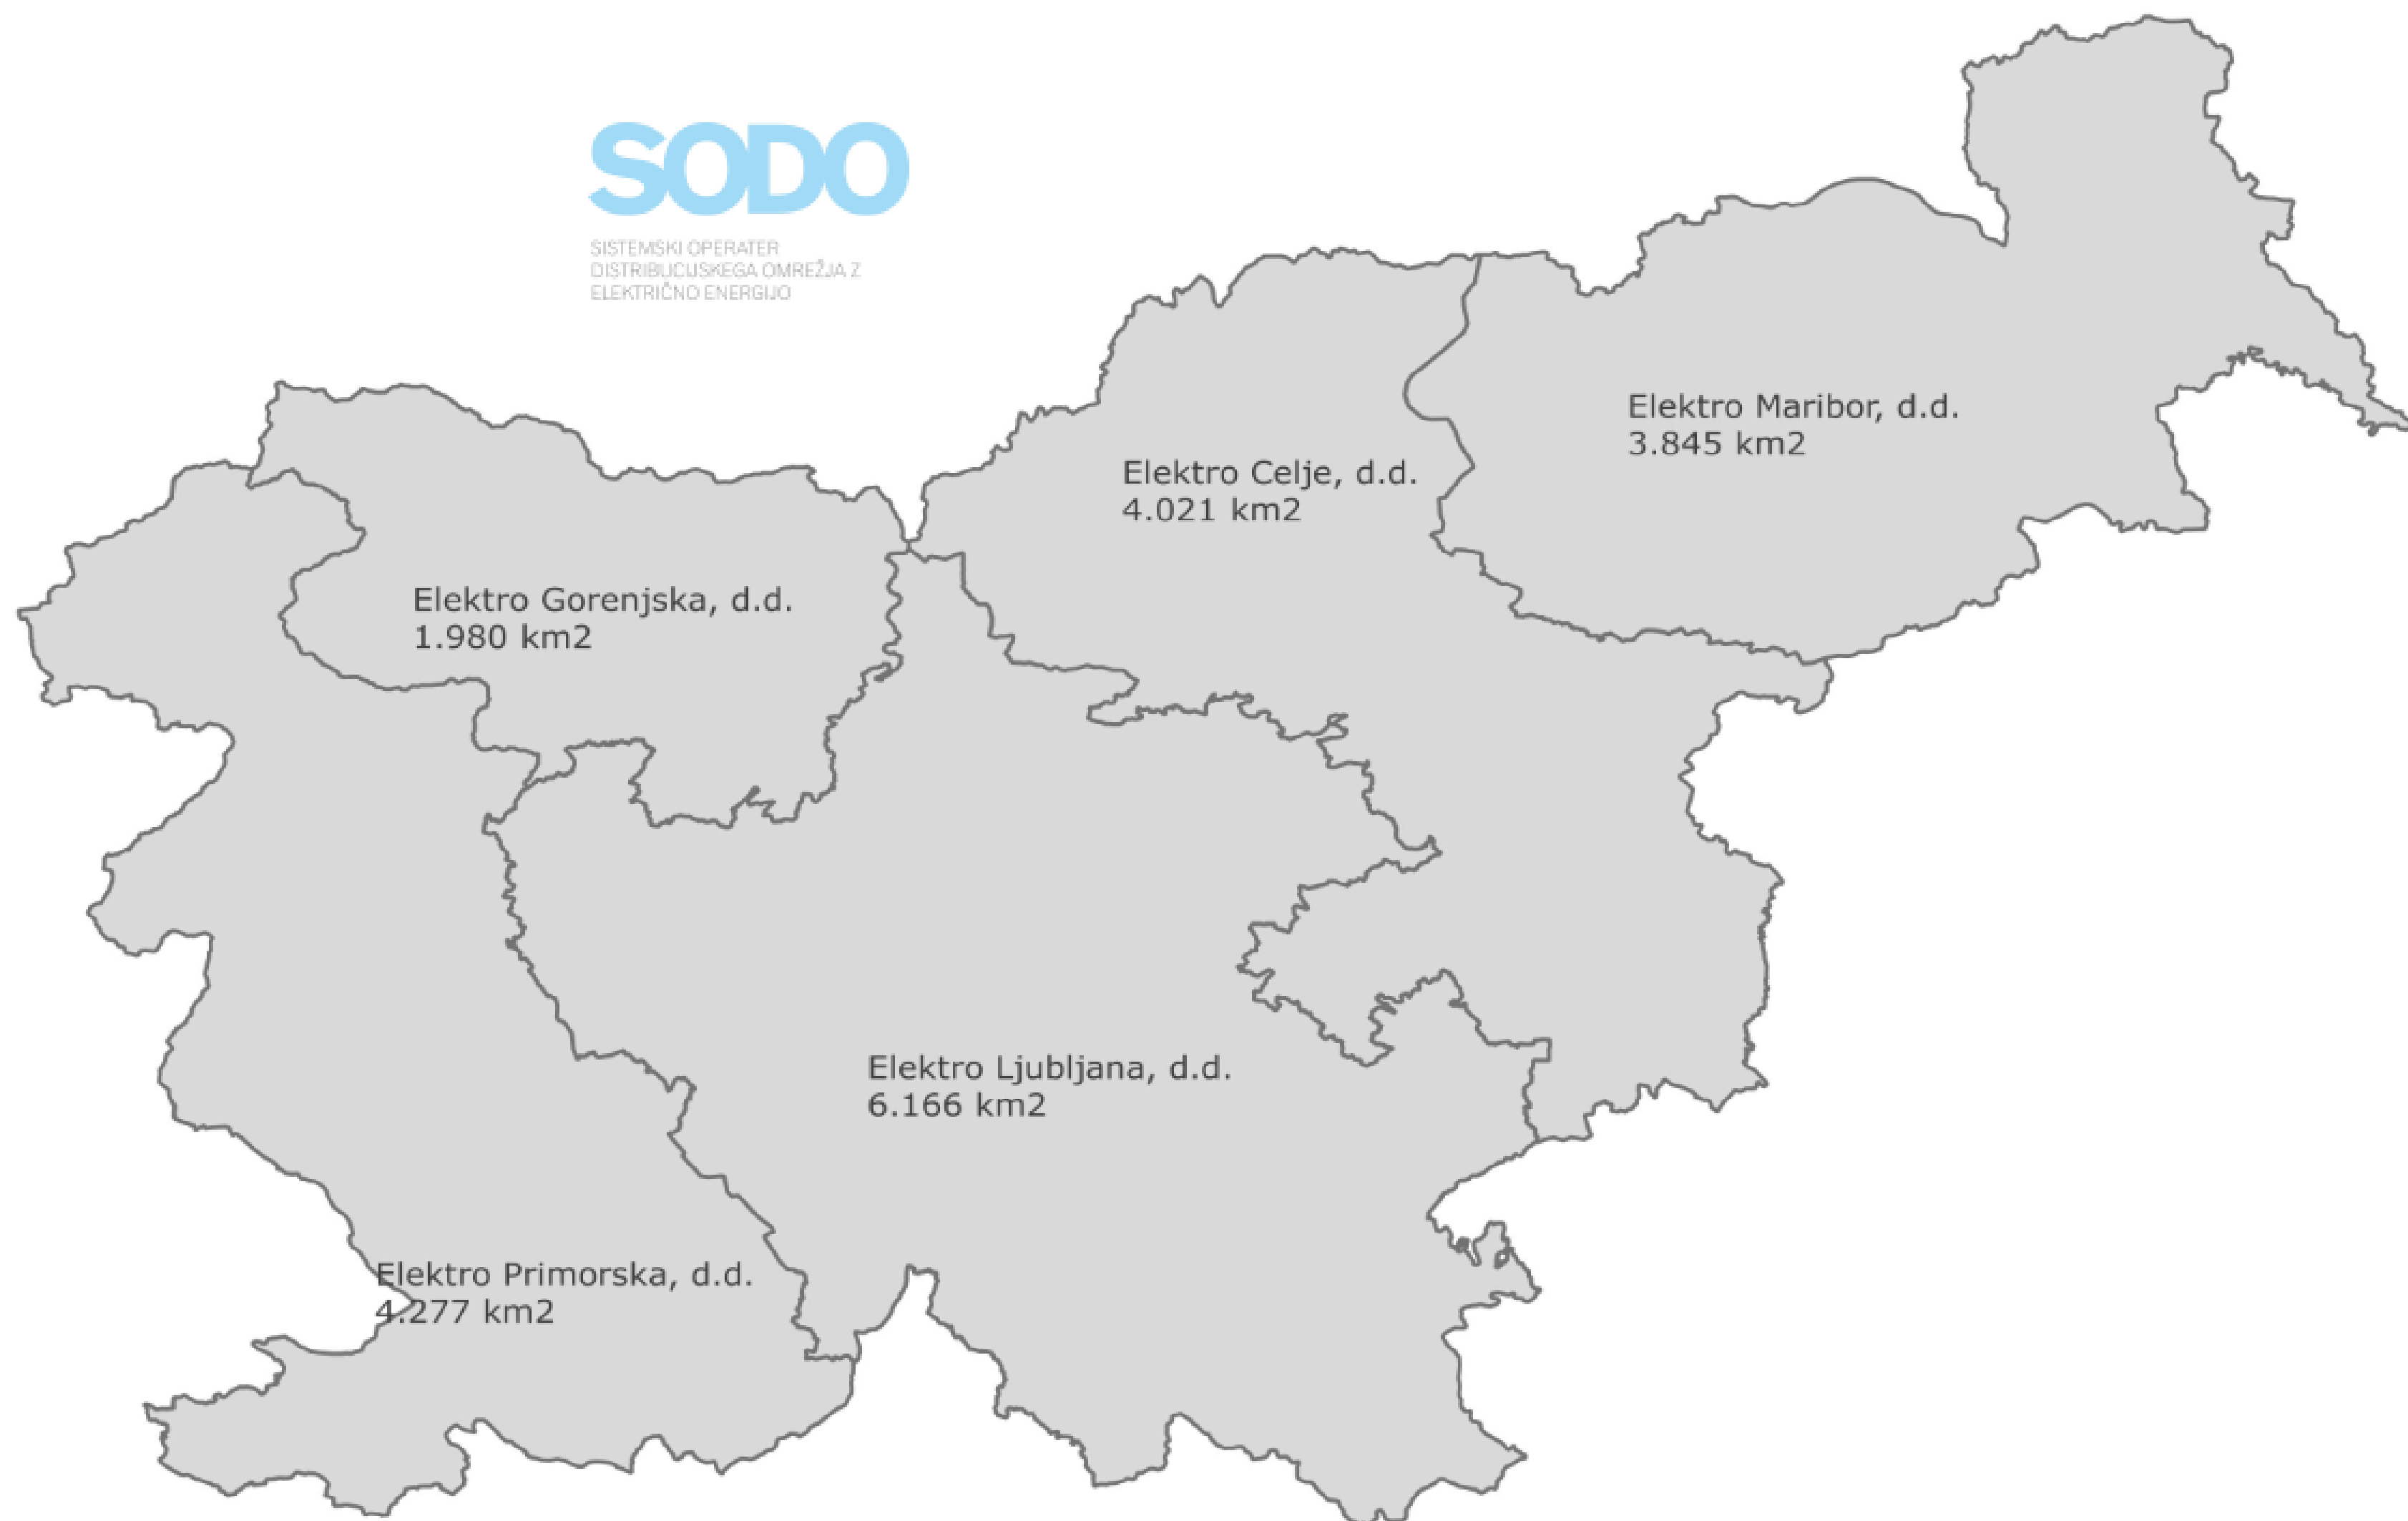 SODO
SISTEMSKI OPERATER
DISTRIBUCIJSKEGA OMREŽJA Z
ELEKTRIČNO ENERGIJO
Elektro Maribor, d.d.
3.845 km2
Elektro Celje, d.d.
4.021 km2
Elektro Gorenjska, d.d.
1.980 km2
Elektro Ljubljana, d.d.
6.166 km2
Elektro Primorska, d.d.
4.277 km2